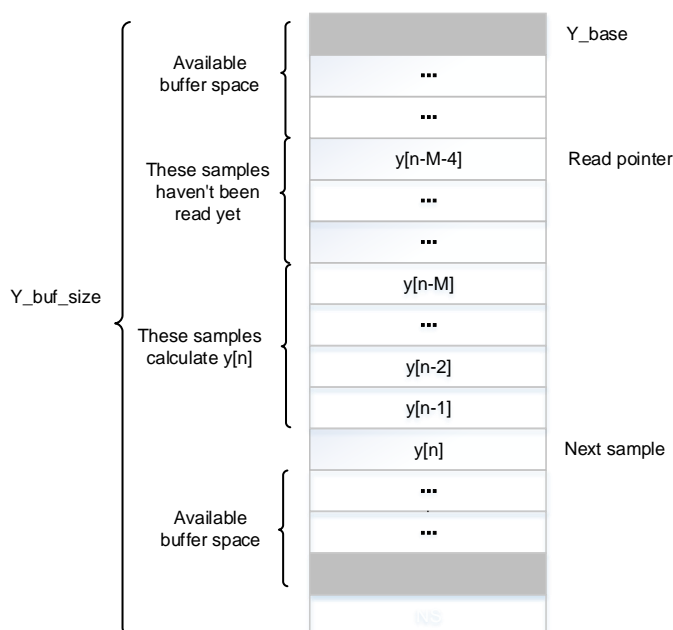 Y_base
Available
buffer space
...
...
y[n-M-4]
Read pointer
These samples
haven't been
read yet
...
...
Y_buf_size
y[n-M]
These samples
calculate y[n]
...
y[n-2]
y[n-1]
y[n]
Next sample
Available
buffer space
...
...
NS